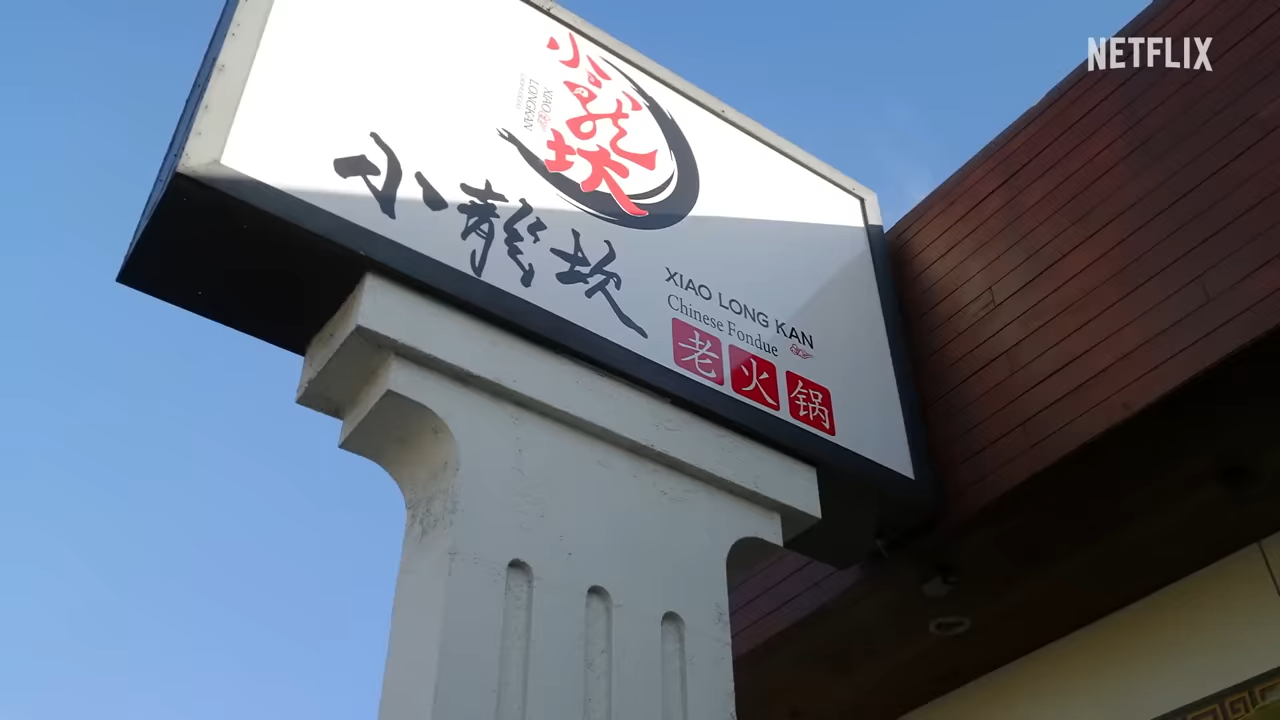 NETFLIX
小龍坎
XIAO
LONGKAN
小龍坎
XIAO LONG KAN
Chinese Fondue
老火锅